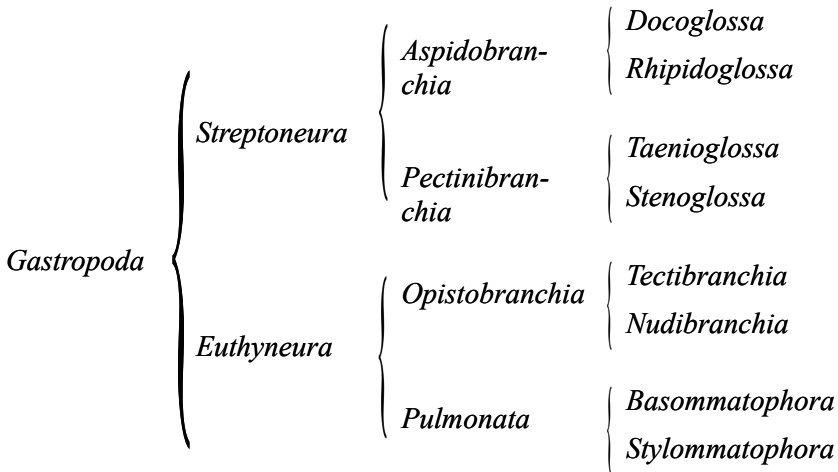 Docoglossa
Aspidobran-
chia
Rhipidoglossa
Streptoneura
Taenioglossa
Pectinibran-
chia
Stenoglossa
Gastropoda
Tectibranchia
Opistobranchia
Nudibranchia
Euthyneura
Basommatophora
Pulmonata
Stylommatophora